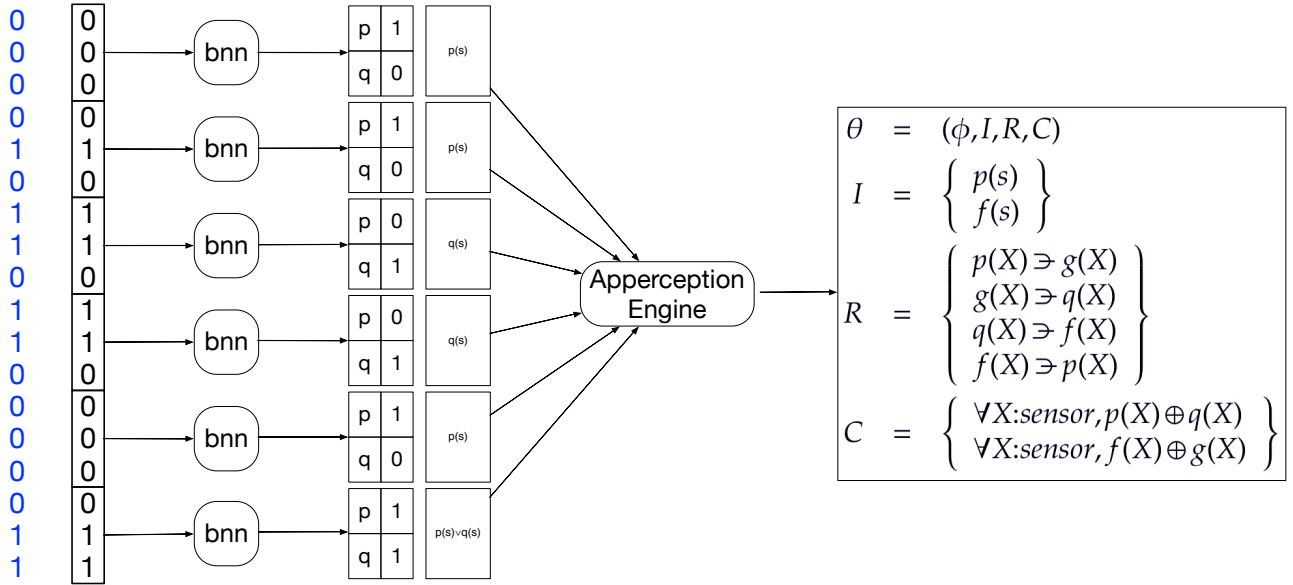 0 0 bnn p 1 p(s)
0 0 q 0
0 0
0 0 bnn p 1 p(s)
1 1 q 0
0 0
1 1 bnn p 0 q(s)
1 1 q 1
0 0
1 1 bnn p 0 q(s)
1 1 q 1
0 0
0 0 bnn p 1 p(s)
0 0 q 0
0 0
0 0 bnn p 1 p(s)∨q(s)
1 1 q 1
1 1
Apperception
Engine
θ = (ϕ, I, R, C)
I = { p(s)
f(s) }
R = { p(X) ∋ g(X)
g(X) ∋ q(X)
q(X) ∋ f(X)
f(X) ∋ p(X) }
C = { ∀X:sensor, p(X) ⊕ q(X)
∀X:sensor, f(X) ⊕ g(X) }